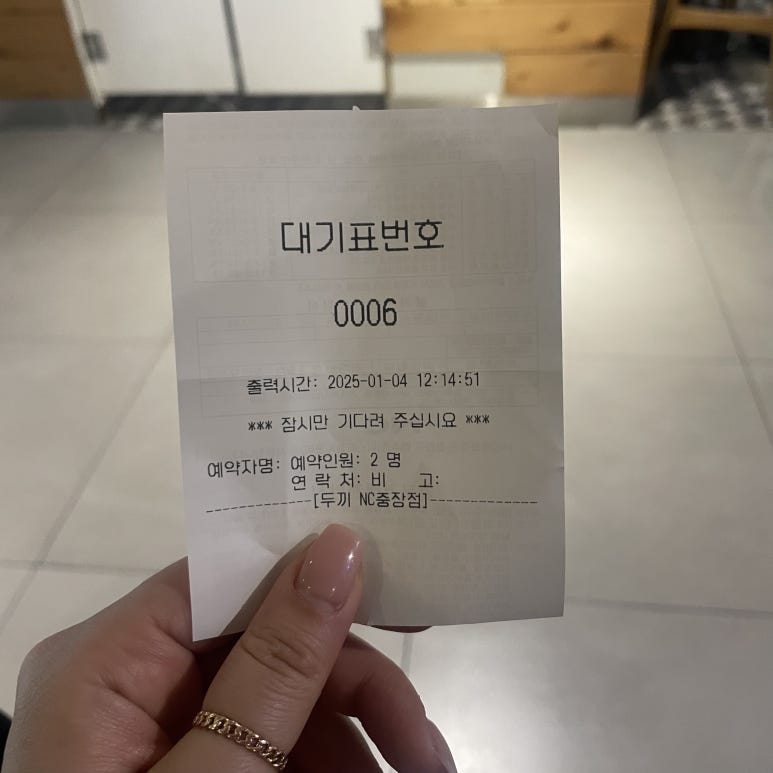 대기표번호
0006
출력시간: 2025-01-04 12:14:51
*** 잠시만 기다려 주십시요 ***
예약자명: 예약인원: 2 명
연 락 처: 비 고:
--------------[두끼 NC중장점]--------------